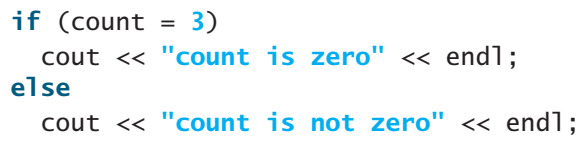 if (count = 3)
cout << "count is zero" << endl;
else
cout << "count is not zero" << endl;